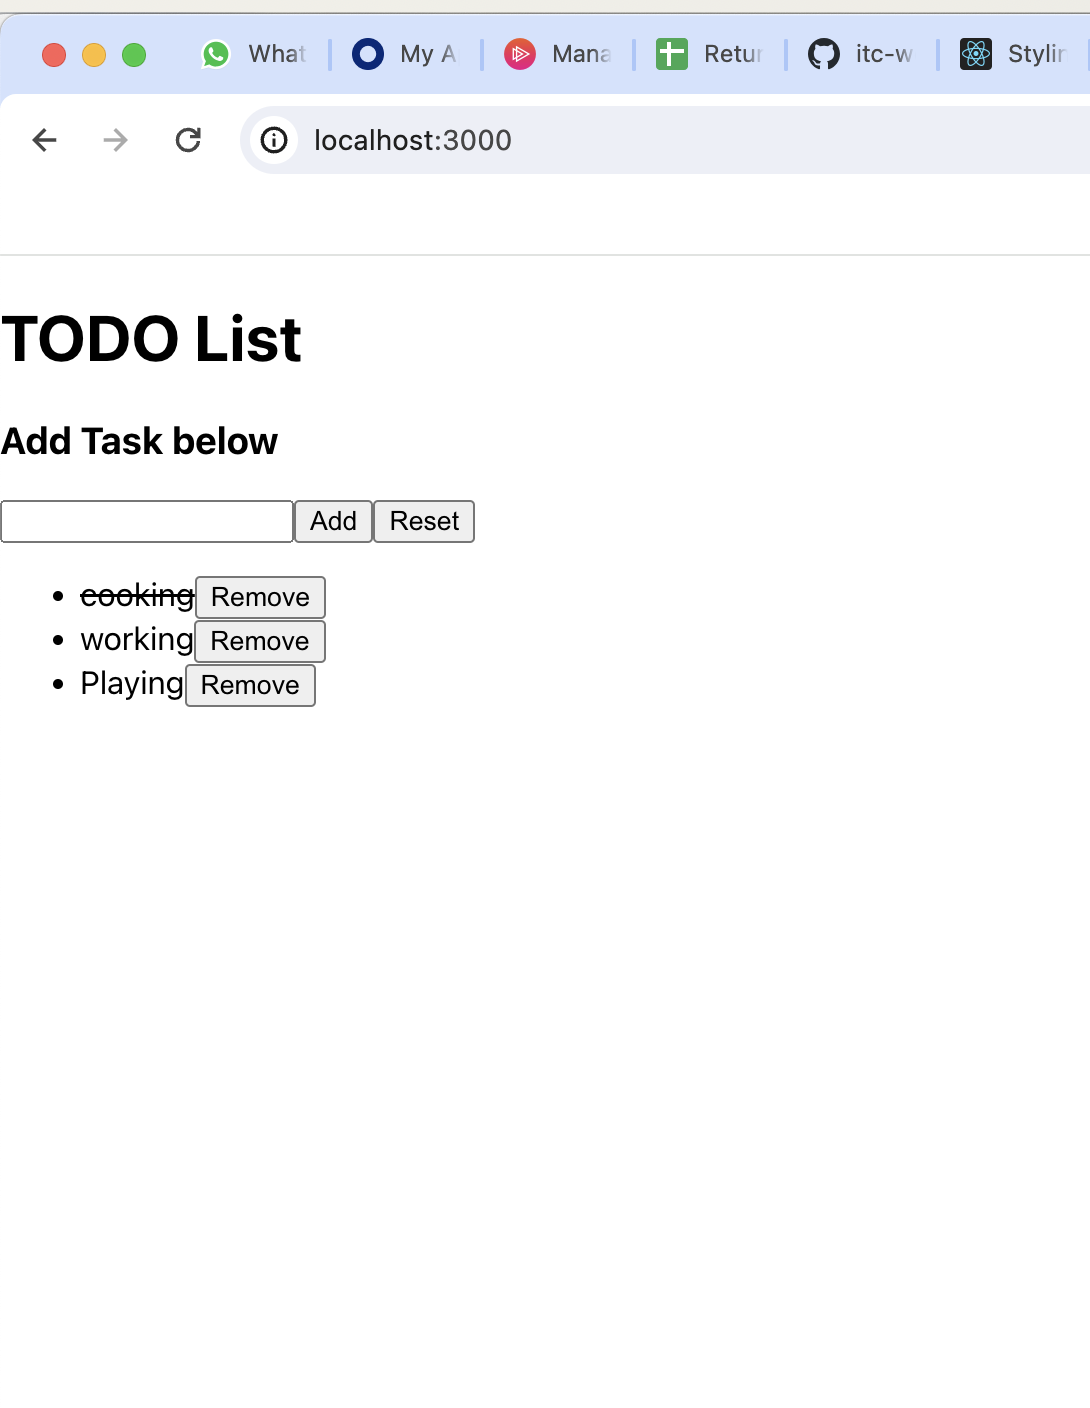 What
My A
Mana
Retur
itc-w
Stylin
localhost:3000
TODO List
Add Task below
Add Reset
cooking Remove
working Remove
Playing Remove